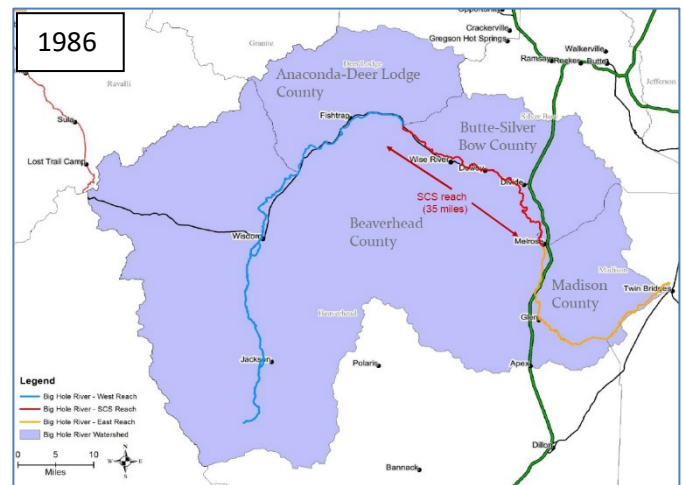 1986
Opportunity
Crackerville
Gregson Hot Springs
Walkerville
Granite
Ramsay
Rocker
Butte
Deer Lodge
Anaconda-Deer Lodge
County
Ravalli
Jefferson
Silver Bow
Fishtrap
Butte-Silver
Bow County
Sula
Lost Trail Camp
Wise River
Dewey
Divide
SCS reach
(35 miles)
Wisdom
Beaverhead
County
Melrose
Madison
Madison
County
Twin Bridges
Beaverhead
Glen
Jackson
Polaris
Apex
Legend
Big Hole River - West Reach
Big Hole River - SCS Reach
Big Hole River - East Reach
Big Hole River Watershed
Dillon
0 5 10
Miles
N
W E
S
Bannack